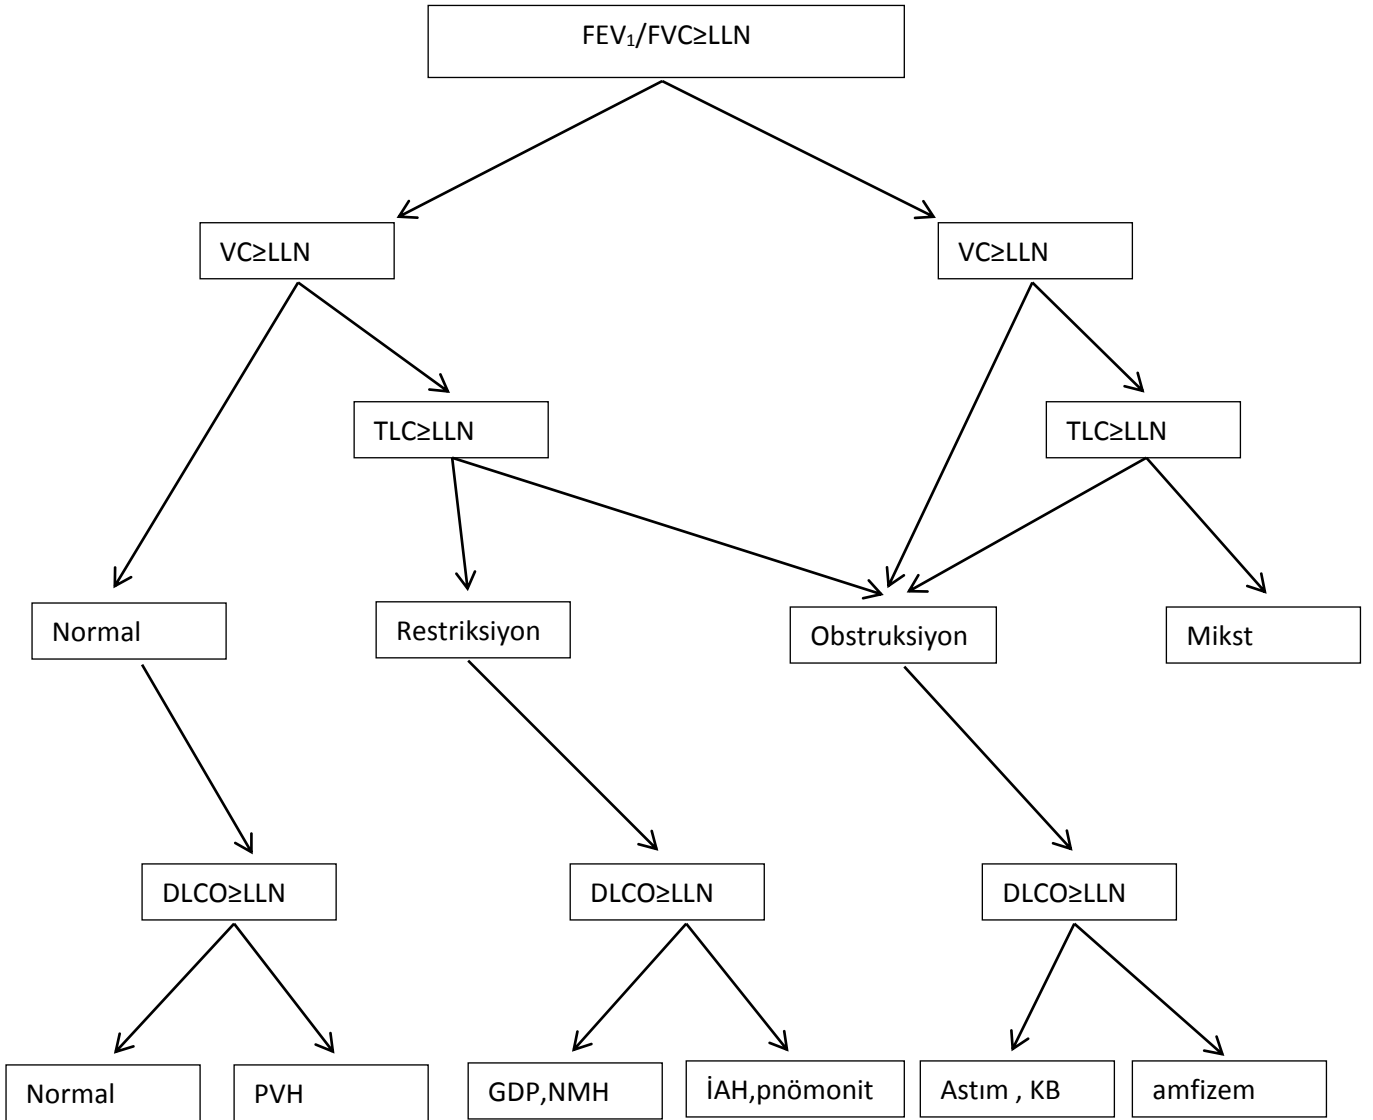 FEV₁/FVC≥LLN
VC≥LLN
VC≥LLN
TLC≥LLN
TLC≥LLN
Normal
Restriksiyon
Obstruksiyon
Mikst
DLCO≥LLN
DLCO≥LLN
DLCO≥LLN
Normal
PVH
GDP,NMH
İAH,pnömonit
Astım , KB
amfizem